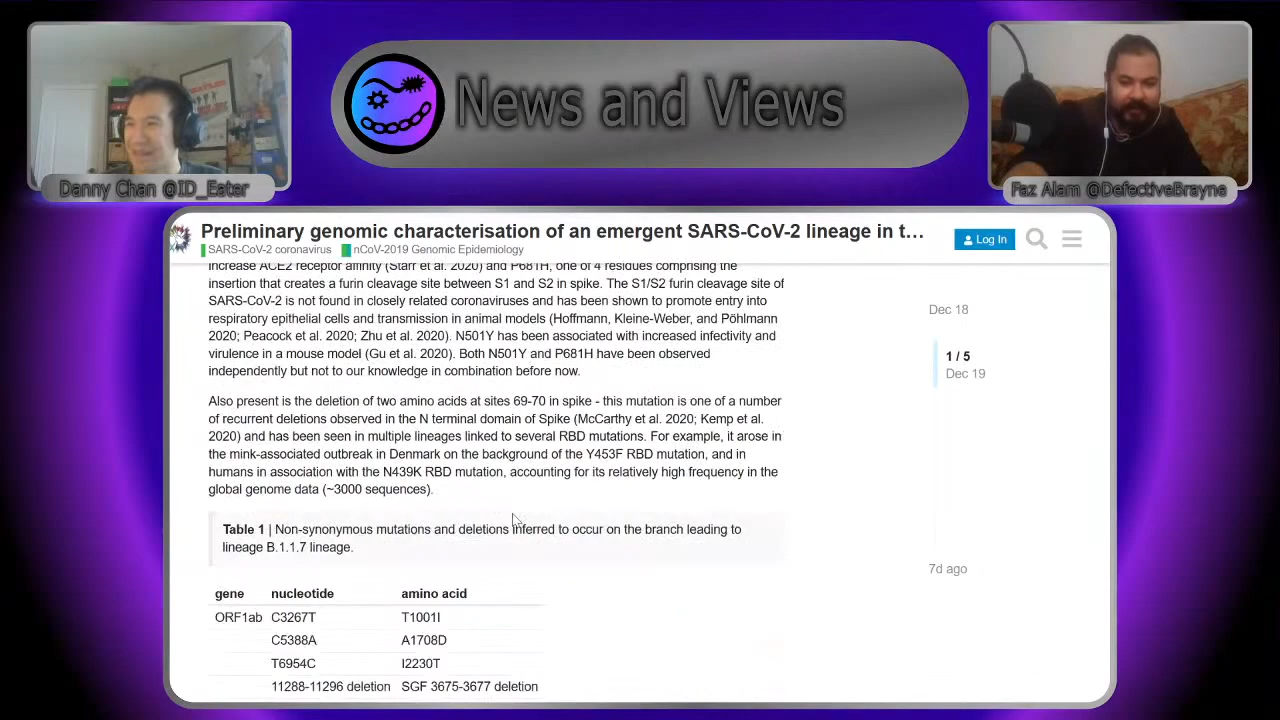 News and Views
Danny Chan @ID_Eater
Faz Alam @DefectiveBrayne
Preliminary genomic characterisation of an emergent SARS-CoV-2 lineage in t…
SARS-CoV-2 coronavirus nCoV-2019 Genomic Epidemiology
Log In
increase ACE2 receptor affinity (Starr et al. 2020) and P681H, one of 4 residues comprising the
insertion that creates a furin cleavage site between S1 and S2 in spike. The S1/S2 furin cleavage site of
SARS-CoV-2 is not found in closely related coronaviruses and has been shown to promote entry into
respiratory epithelial cells and transmission in animal models (Hoffmann, Kleine-Weber, and Pöhlmann
2020; Peacock et al. 2020; Zhu et al. 2020). N501Y has been associated with increased infectivity and
virulence in a mouse model (Gu et al. 2020). Both N501Y and P681H have been observed
independently but not to our knowledge in combination before now.
Also present is the deletion of two amino acids at sites 69-70 in spike - this mutation is one of a number
of recurrent deletions observed in the N terminal domain of Spike (McCarthy et al. 2020; Kemp et al.
2020) and has been seen in multiple lineages linked to several RBD mutations. For example, it arose in
the mink-associated outbreak in Denmark on the background of the Y453F RBD mutation, and in
humans in association with the N439K RBD mutation, accounting for its relatively high frequency in the
global genome data (~3000 sequences).
Table 1 | Non-synonymous mutations and deletions inferred to occur on the branch leading to
lineage B.1.1.7 lineage.
gene nucleotide amino acid
ORF1ab C3267T T1001I
C5388A A1708D
T6954C I2230T
11288-11296 deletion SGF 3675-3677 deletion
Dec 18
1 / 5
Dec 19
7d ago